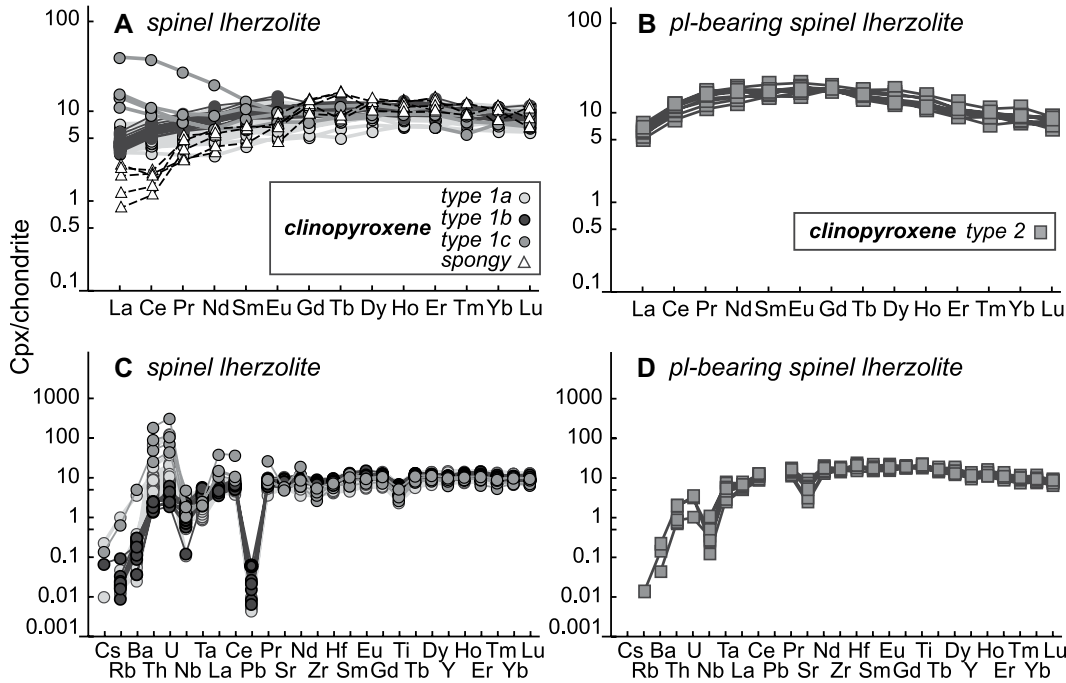 A spinel lherzolite
100
10
5
1
0.5
0.1
La Ce Pr Nd Sm Eu Gd Tb Dy Ho Er Tm Yb Lu
clinopyroxene
type 1a
type 1b
type 1c
spongy
B pl-bearing spinel lherzolite
100
10
5
1
0.5
0.1
La Ce Pr Nd Sm Eu Gd Tb Dy Ho Er Tm Yb Lu
clinopyroxene type 2
Cpx/chondrite
C spinel lherzolite
1000
100
10
1
0.1
0.01
0.001
Cs Ba U Ta Ce Pr Nd Hf Eu Ti Dy Ho Tm Lu
Rb Th Nb La Pb Sr Zr Sm Gd Tb Y Er Yb
D pl-bearing spinel lherzolite
1000
100
10
1
0.1
0.01
0.001
Cs Ba U Ta Ce Pr Nd Hf Eu Ti Dy Ho Tm Lu
Rb Th Nb La Pb Sr Zr Sm Gd Tb Y Er Yb